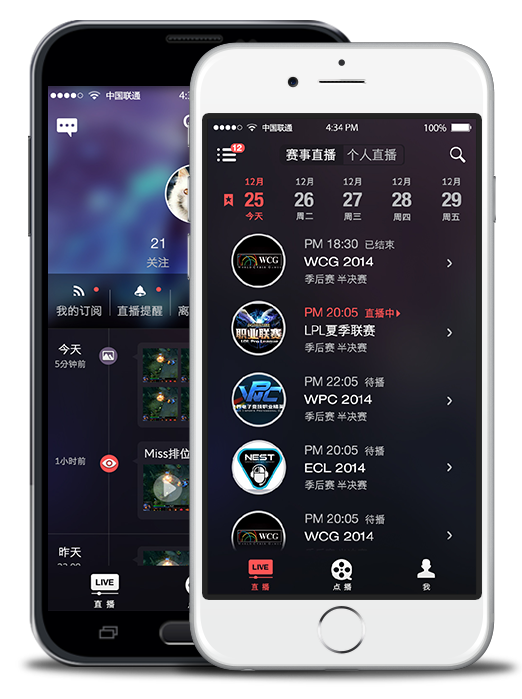 中国联通
4:3
21
关注
我的订阅
直播提醒
离
今天
5分钟前
1小时前
Miss排位
昨天
LIVE
直播
中国联通
4:34 PM
100%
12
赛事直播
个人直播
12月 12月 12月 12月 12月
25 26 27 28 29
今天 周二 周三 周四 周五
WCG
PM 18:30 已结束
WCG 2014
季后赛 半决赛
职业联赛
LOL Pro League
PM 20:05 直播中
LPL夏季联赛
季后赛 半决赛
PM 22:05 待播
WPC 2014
季后赛 半决赛
NEST
PM 20:05 待播
ECL 2014
季后赛 半决赛
WCG
PM 20:05 待播
WCG 2014
季后赛 半决赛
LIVE
直播
点播
我